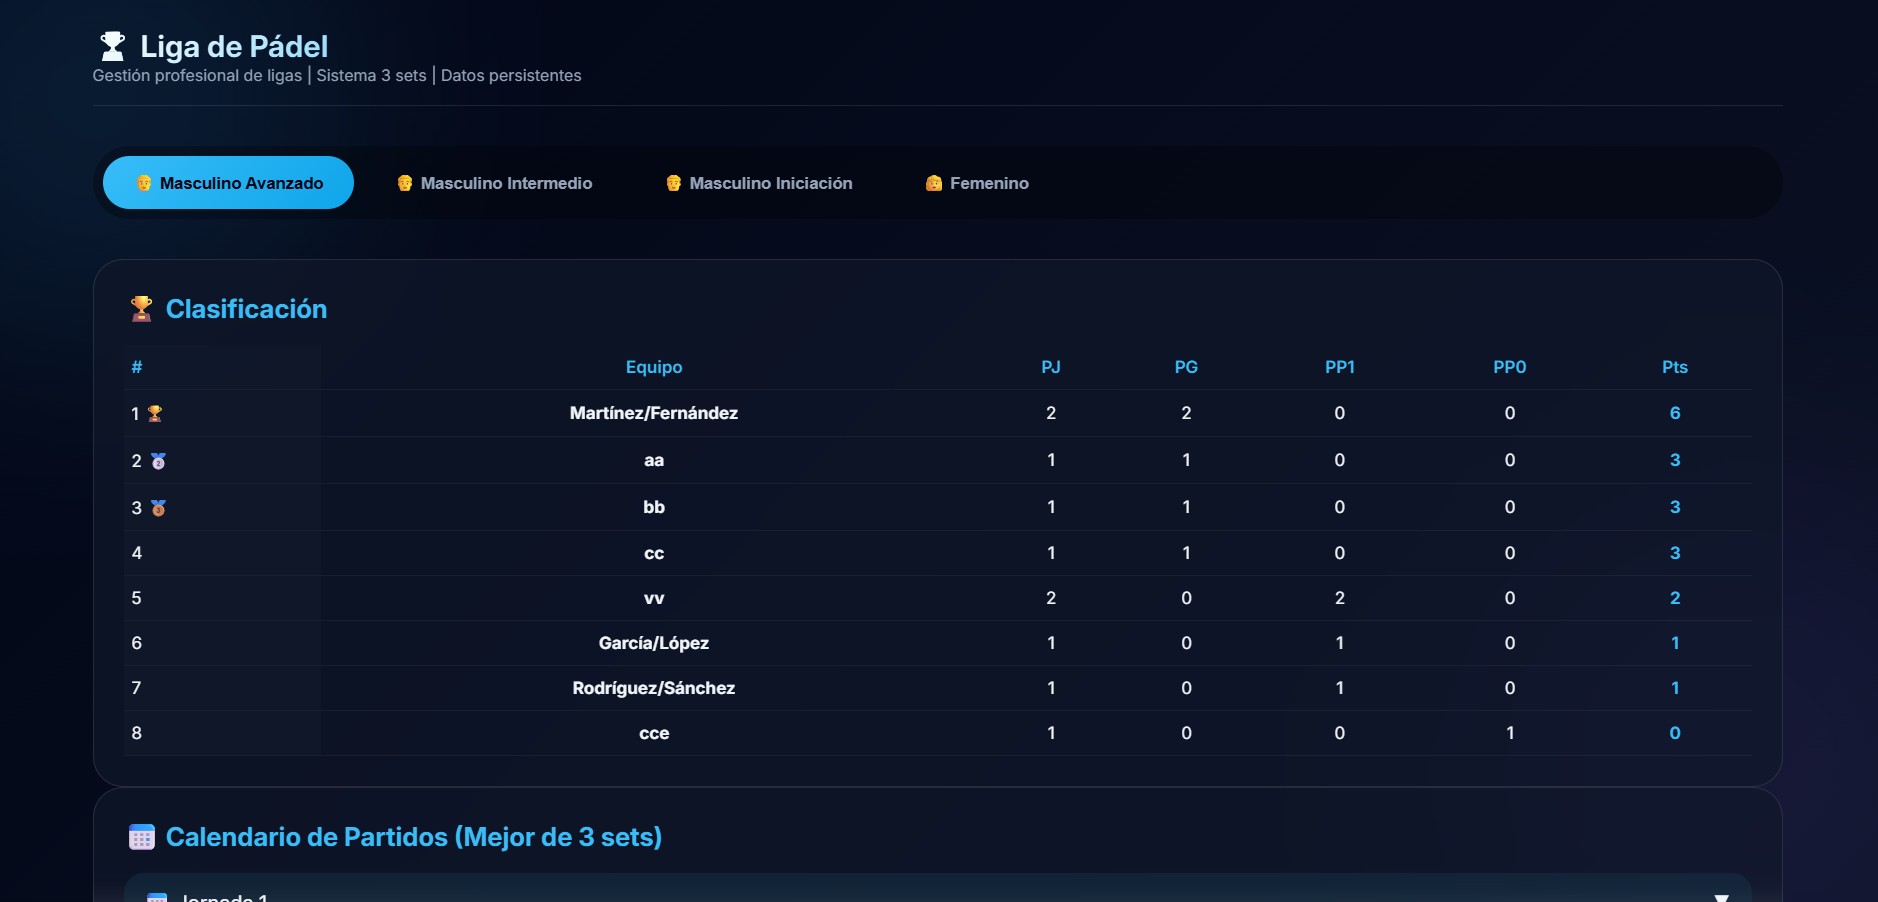 Liga de Pádel
Gestión profesional de ligas | Sistema 3 sets | Datos persistentes
Masculino Avanzado Masculino Intermedio Masculino Iniciación Femenino
Clasificación
# Equipo PJ PG PP1 PP0 Pts
1 Martínez/Fernández 2 2 0 0 6
2 aa 1 1 0 0 3
3 bb 1 1 0 0 3
4 cc 1 1 0 0 3
5 vv 2 0 2 0 2
6 García/López 1 0 1 0 1
7 Rodríguez/Sánchez 1 0 1 0 1
8 cce 1 0 0 1 0
Calendario de Partidos (Mejor de 3 sets)
Jornada 1